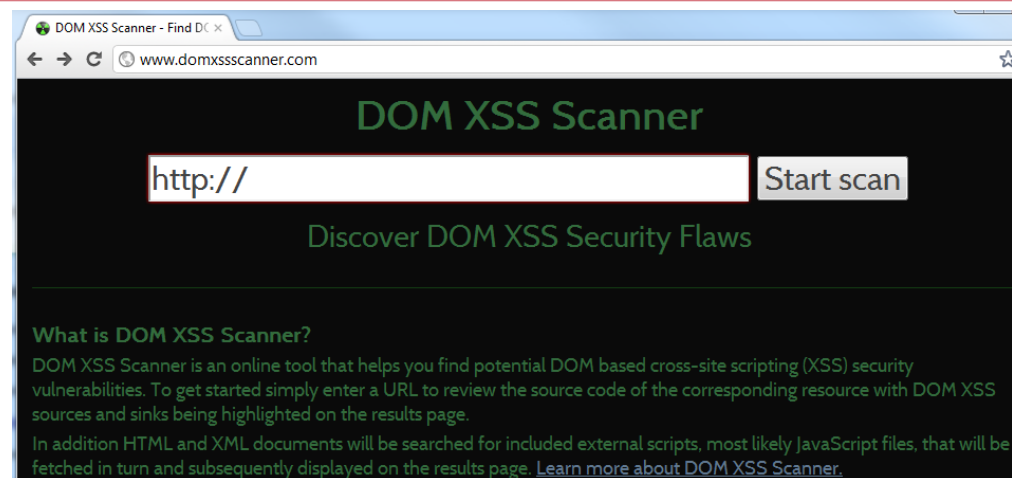 DOM XSS Scanner - Find DO
www.domxssscanner.com
DOM XSS Scanner
http://
Start scan
Discover DOM XSS Security Flaws
What is DOM XSS Scanner?
DOM XSS Scanner is an online tool that helps you find potential DOM based cross-site scripting (XSS) security
vulnerabilities. To get started simply enter a URL to review the source code of the corresponding resource with DOM XSS
sources and sinks being highlighted on the results page.
In addition HTML and XML documents will be searched for included external scripts, most likely JavaScript files, that will be
fetched in turn and subsequently displayed on the results page. Learn more about DOM XSS Scanner.